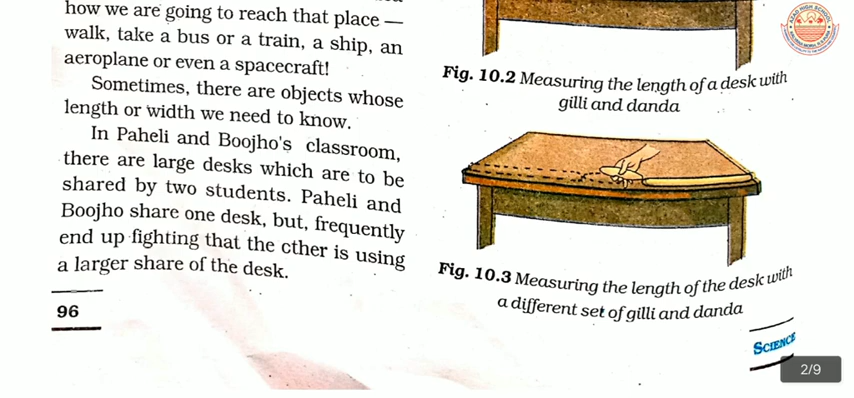 how we are going to reach that place —
walk, take a bus or a train, a ship, an
aeroplane or even a spacecraft!
Sometimes, there are objects whose
length or width we need to know.
In Paheli and Boojho's classroom,
there are large desks which are to be
shared by two students. Paheli and
Boojho share one desk, but, frequently
end up fighting that the cther is using
a larger share of the desk.
96
Fig. 10.2 Measuring the length of a desk with
gilli and danda
Fig. 10.3 Measuring the length of the desk with
a different set of gilli and danda
SCIENCE
2/9
AZAD HIGH SCHOOL